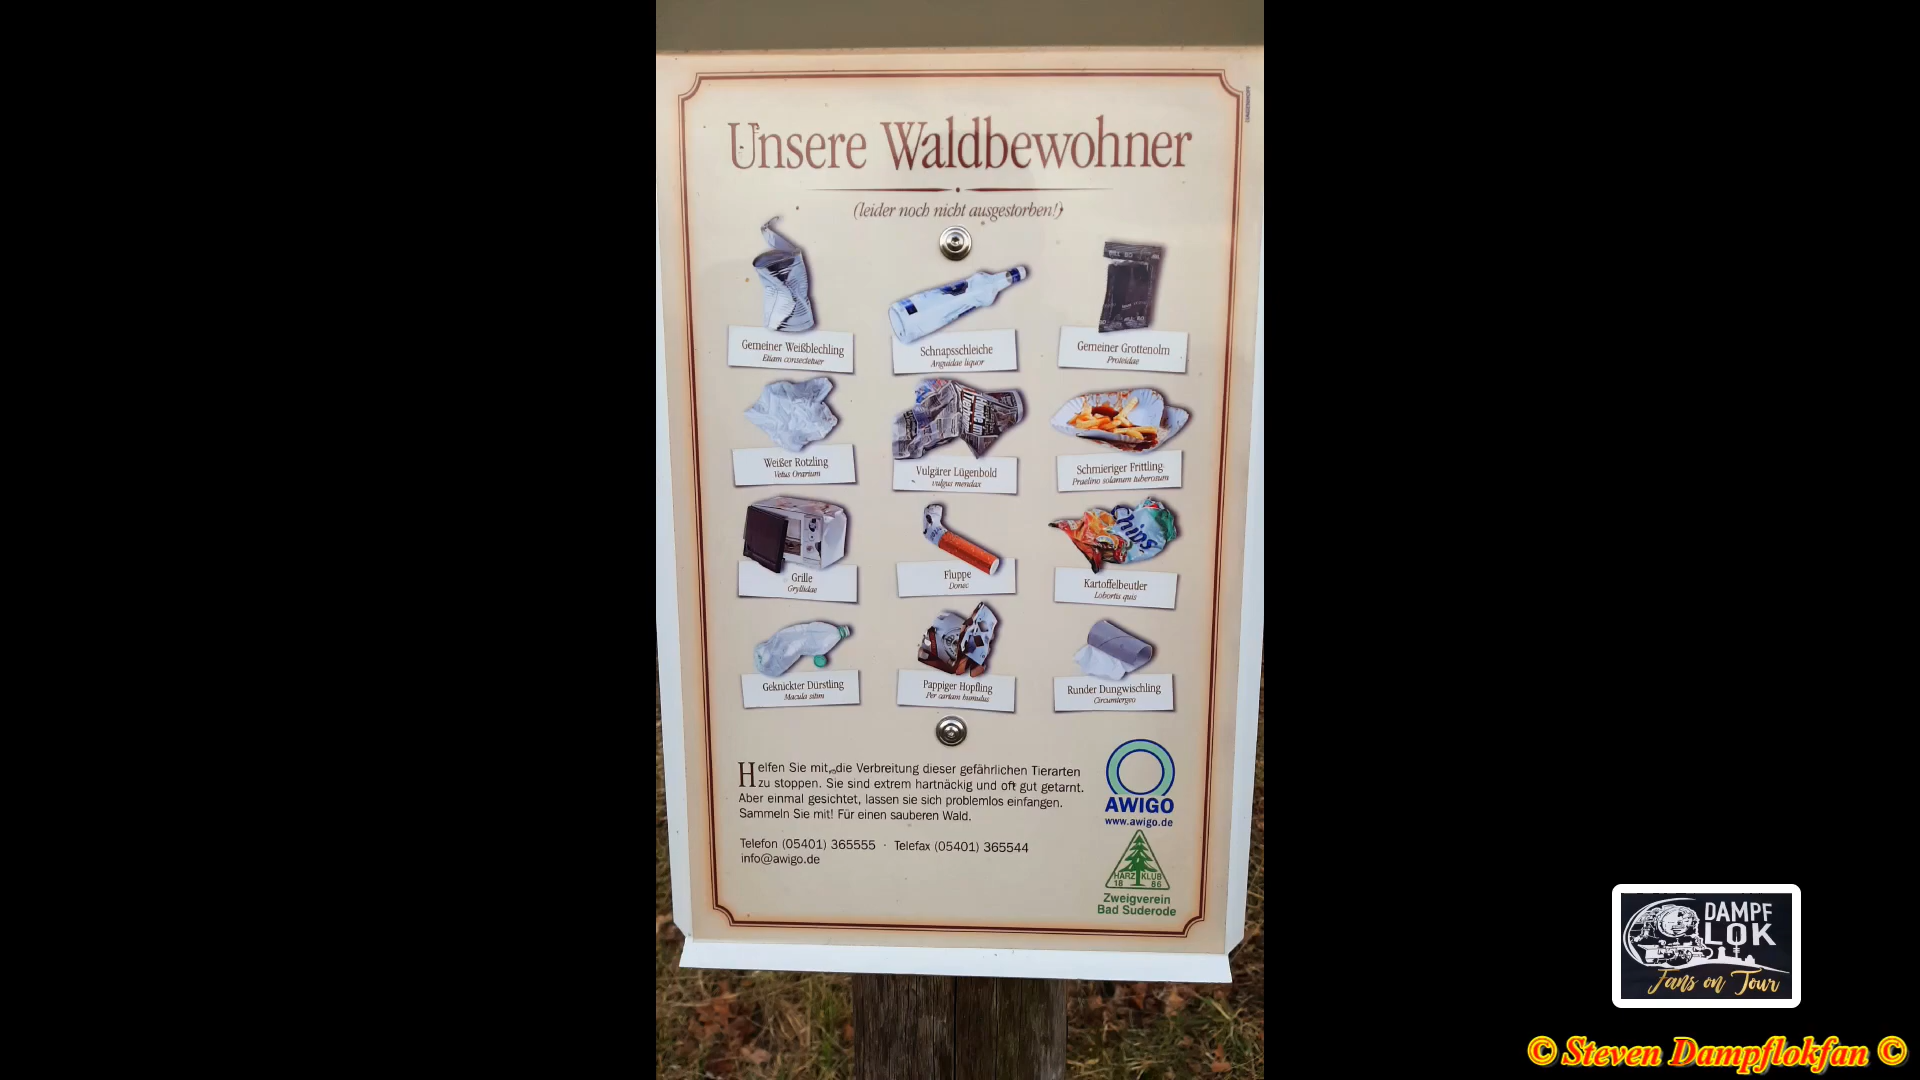 Unsere Waldbewohner
(leider noch nicht ausgestorben!)
Gemeiner Weißblechling
Etiam consectetuer
Schnapsschleiche
Anguidae liquor
Gemeiner Grottenolm
Proteidae
Weißer Rotzling
Vetus Orarium
Vulgärer Lügenbold
vulgus mendax
Schmieriger Frittling
Praelino solanum tuberosum
Grille
Gryllidae
Fluppe
Donec
chips
Kartoffelbeutler
Lobortis quis
Geknickter Dürstling
Macula sitim
Pappiger Hopfling
Per cartam humulus
Runder Dungwischling
Circumtergeo
Helfen Sie mit, die Verbreitung dieser gefährlichen Tierarten
zu stoppen. Sie sind extrem hartnäckig und oft gut getarnt.
Aber einmal gesichtet, lassen sie sich problemlos einfangen.
Sammeln Sie mit! Für einen sauberen Wald.
Telefon (05401) 365555 · Telefax (05401) 365544
info@awigo.de
AWIGO
www.awigo.de
HARZ KLUB
18 86
Zweigverein
Bad Suderode
DAMPF
LOK
Fans on Tour
© Steven Dampflokfan ©